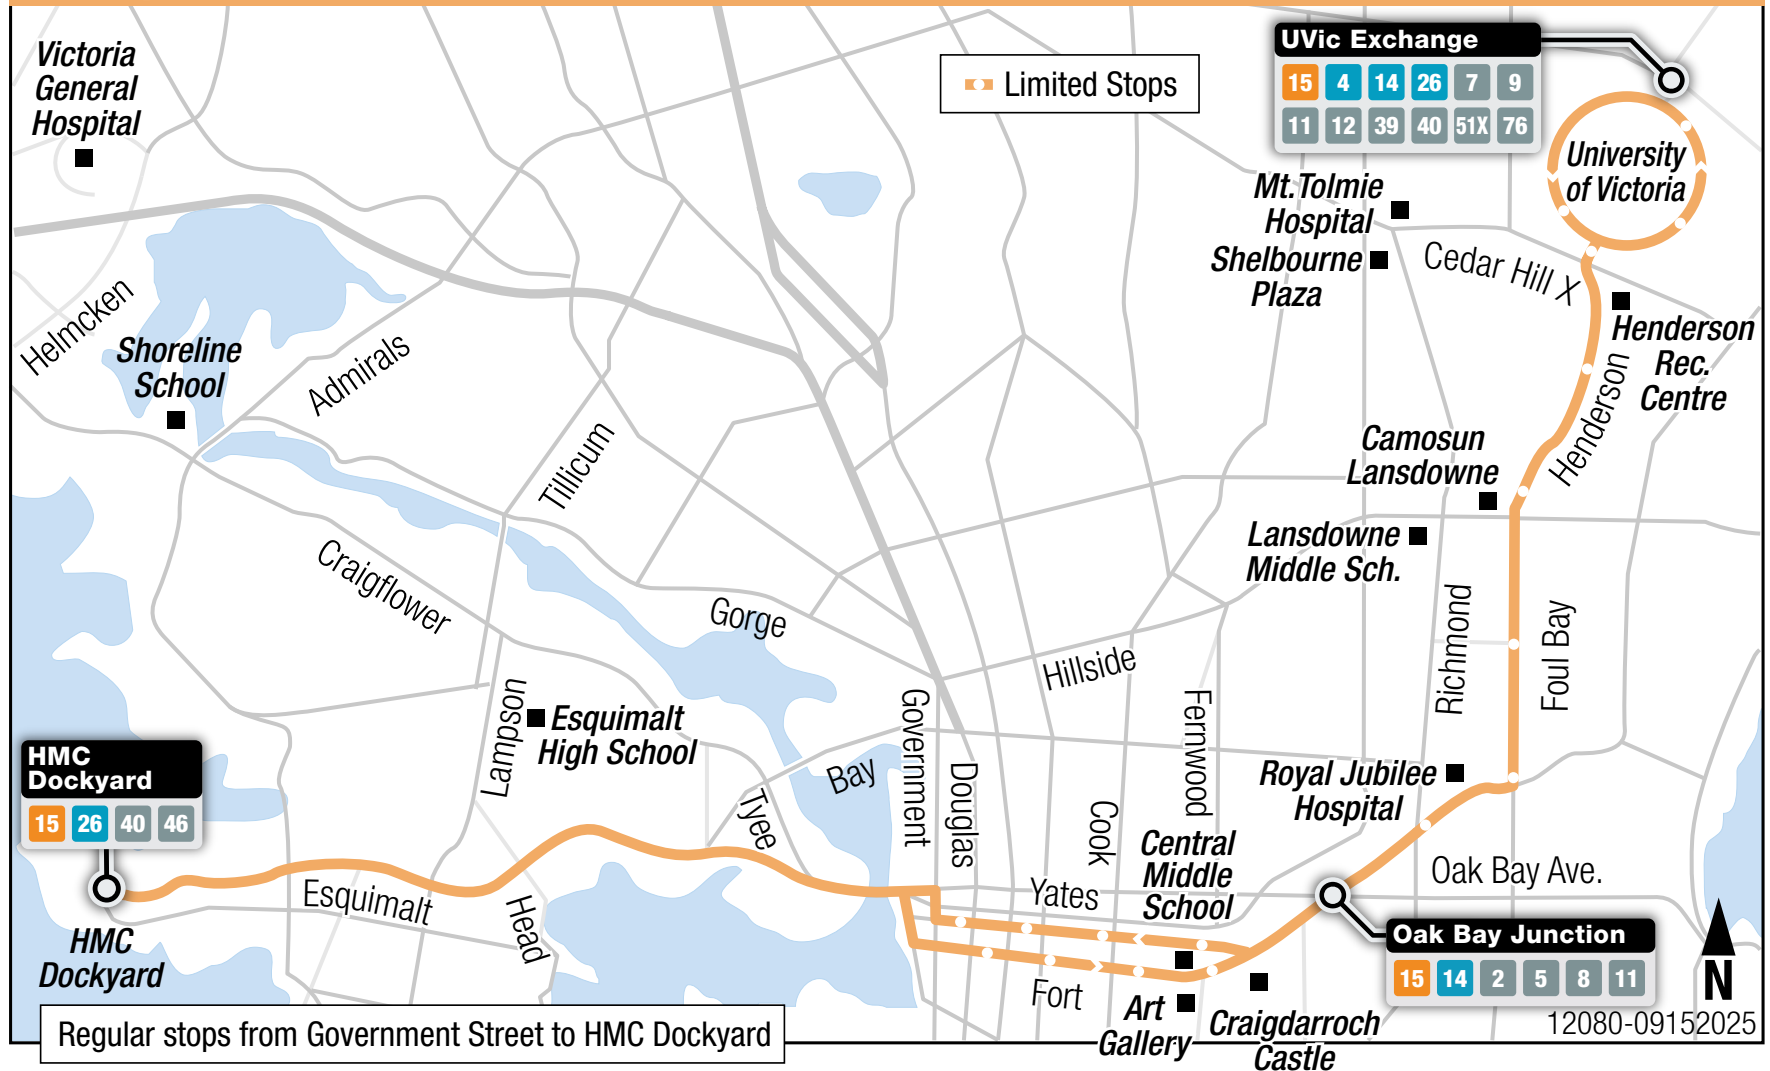 Victoria
General
Hospital
Limited Stops
UVic Exchange
15 4 14 26 7 9
11 12 39 40 51X 76
University
of Victoria
Mt.Tolmie
Hospital
Shelbourne
Plaza
Cedar Hill X
Henderson
Rec.
Centre
Henderson
Helmcken
Shoreline
School
Admirals
Tillicum
Camosun
Lansdowne
Lansdowne
Middle Sch.
Craigflower
Gorge
Hillside
Richmond
Foul Bay
Lampson
Esquimalt
High School
Government
Fernwood
HMC
Dockyard
15 26 40 46
Tyee
Bay
Douglas
Cook
Royal Jubilee
Hospital
Central
Middle
School
Oak Bay Ave.
Yates
Esquimalt
Head
HMC
Dockyard
Oak Bay Junction
15 14 2 5 8 11
N
Fort
Art
Gallery
Craigdarroch
Castle
12080-09152025
Regular stops from Government Street to HMC Dockyard